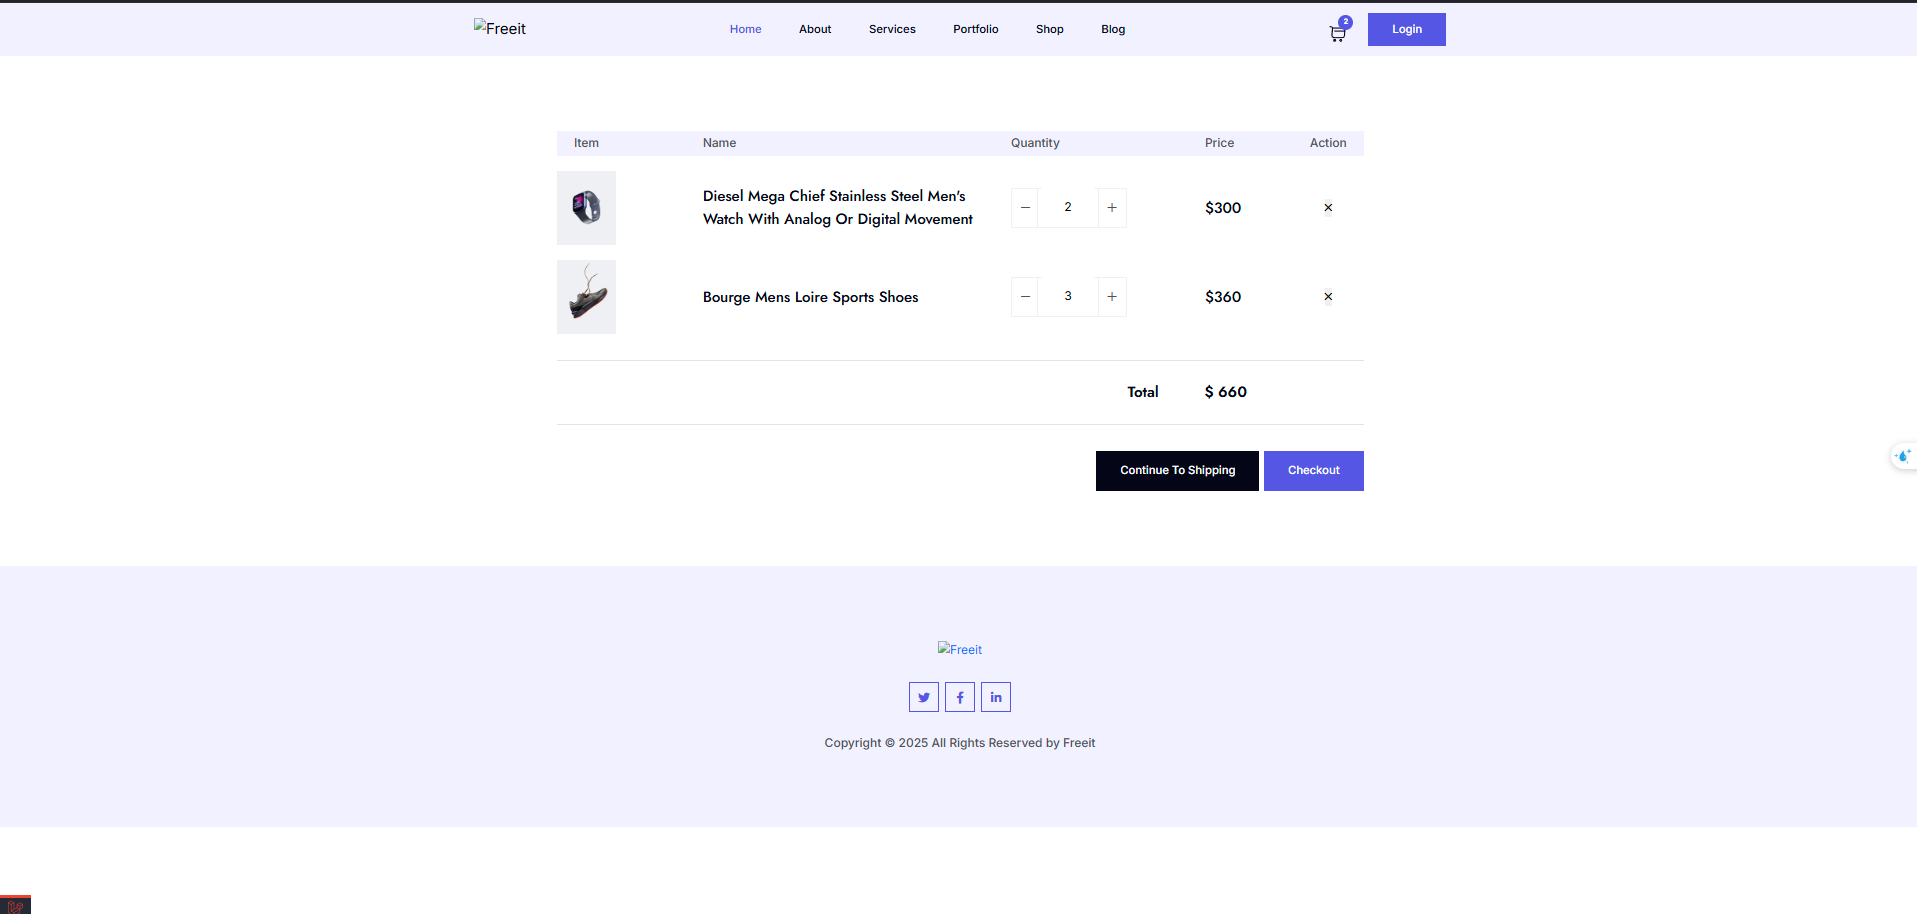 Freeit
Home About Services Portfolio Shop Blog
2
Login
Item Name Quantity Price Action
Diesel Mega Chief Stainless Steel Men's
Watch With Analog Or Digital Movement
− 2 + $300 ×
Bourge Mens Loire Sports Shoes
− 3 + $360 ×
Total $ 660
Continue To Shipping Checkout
Freeit
Copyright © 2025 All Rights Reserved by Freeit